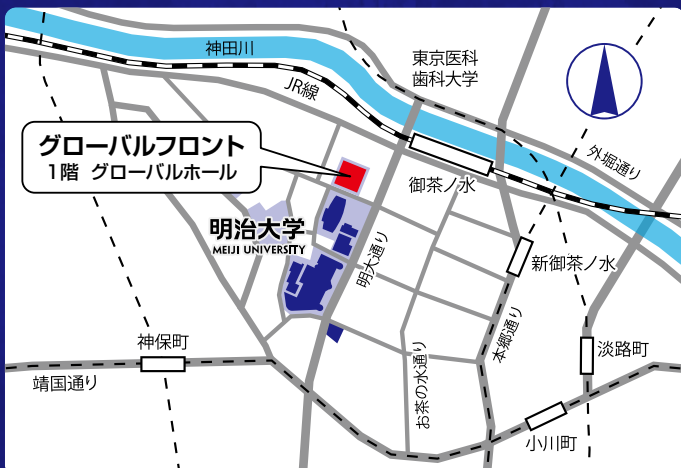 神田川
東京医科
歯科大学
JR線
グローバルフロント
1階 グローバルホール
外堀通り
御茶ノ水
明治大学
MEIJI UNIVERSITY
明大通り
新御茶ノ水
本郷通り
神保町
お茶の水通り
淡路町
靖国通り
小川町